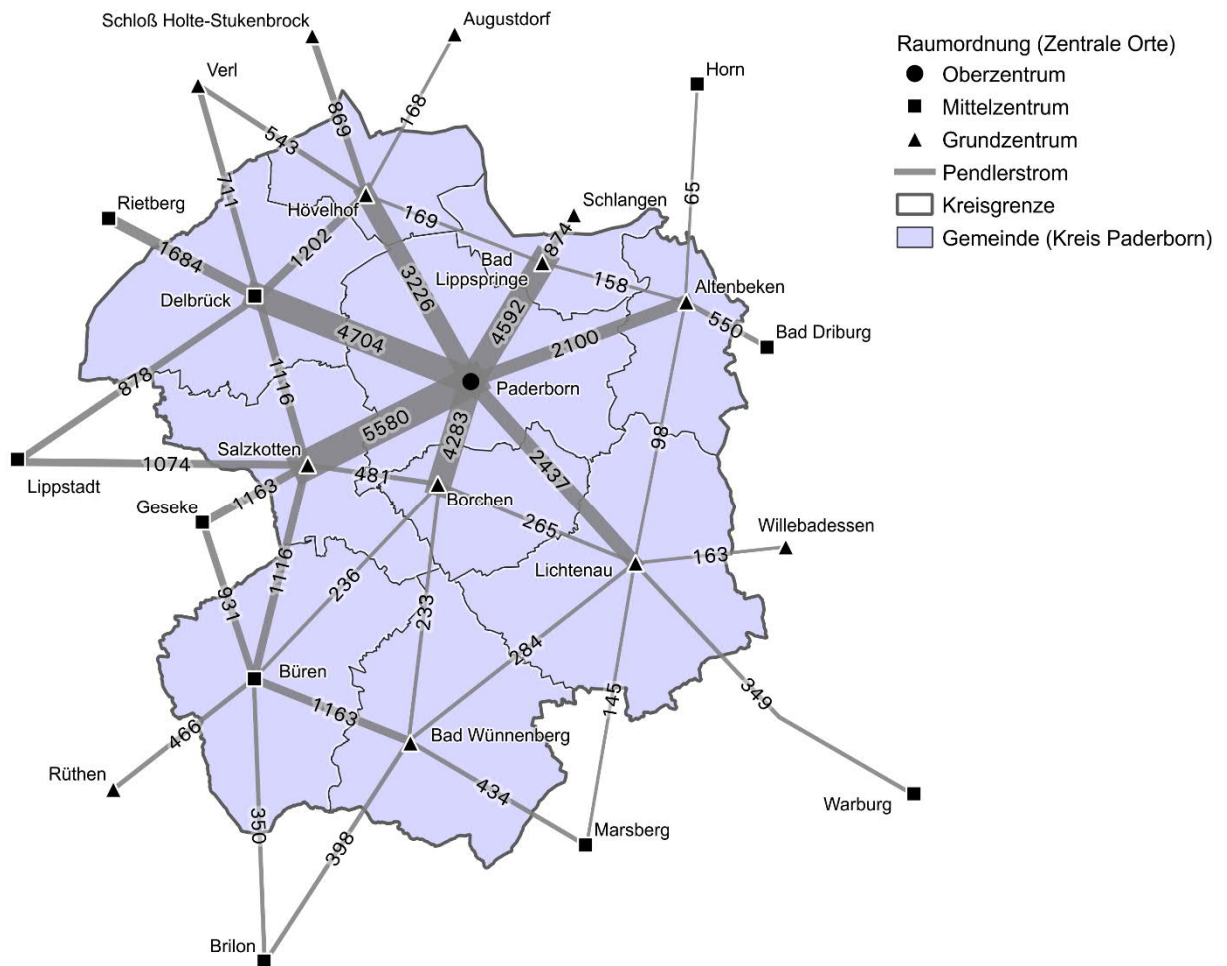 Schloß Holte-Stukenbrock
Augustdorf
Verl
Horn
869
168
543
711
65
Rietberg
Schlangen
Hövelhof
169
874
1684
1202
Bad
Lippspringe
158
Delbrück
3226
Altenbeken
4592
550
4704
2100
Bad Driburg
878
1116
Paderborn
5580
4283
Salzkotten
98
1074
481
2437
Lippstadt
1163
Borchen
Geseke
265
Willebadessen
Lichtenau
163
1116
236
931
233
Büren
284
145
349
1163
466
Bad Wünnenberg
Rüthen
434
Warburg
350
398
Marsberg
Brilon
Raumordnung (Zentrale Orte)
Oberzentrum
Mittelzentrum
Grundzentrum
Pendlerstrom
Kreisgrenze
Gemeinde (Kreis Paderborn)